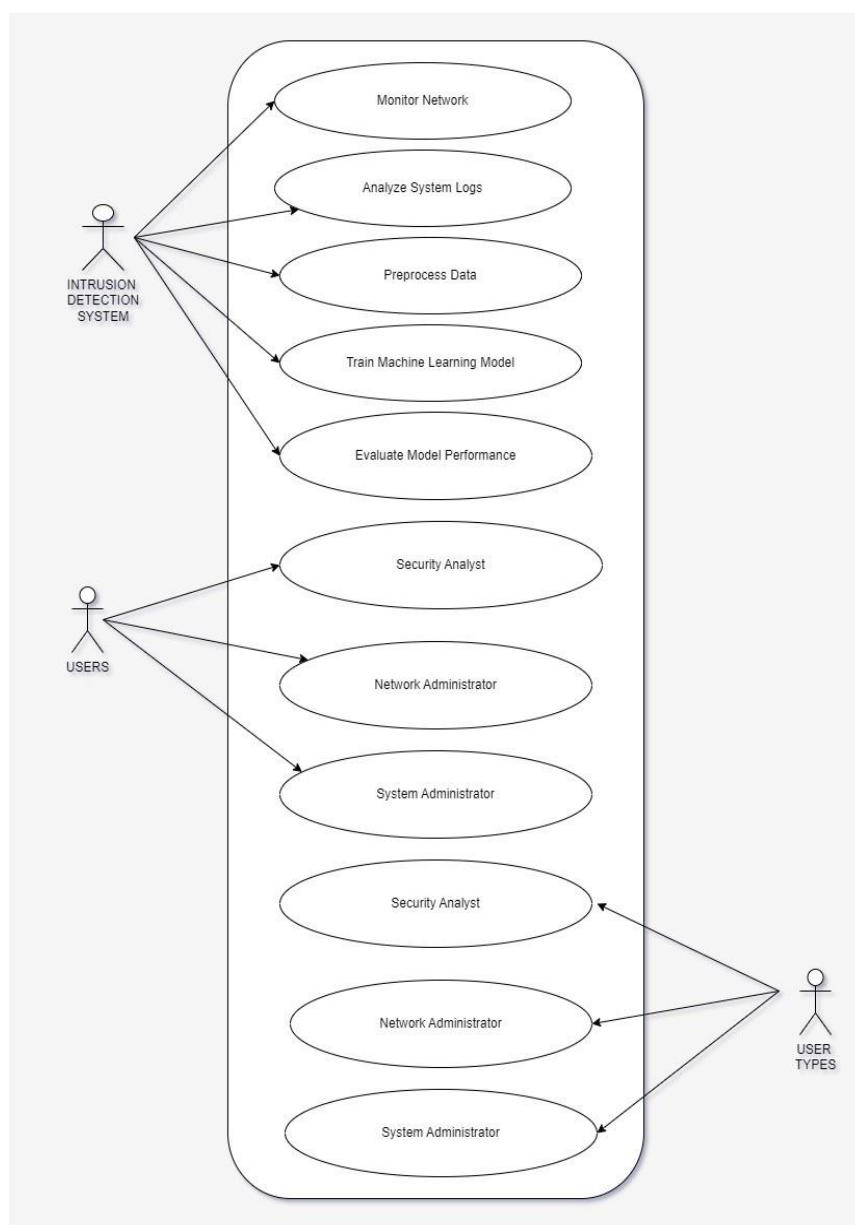 Monitor Network
Analyze System Logs
INTRUSION
DETECTION
SYSTEM
Preprocess Data
Train Machine Learning Model
Evaluate Model Performance
Security Analyst
USERS
Network Administrator
System Administrator
Security Analyst
Network Administrator
USER
TYPES
System Administrator